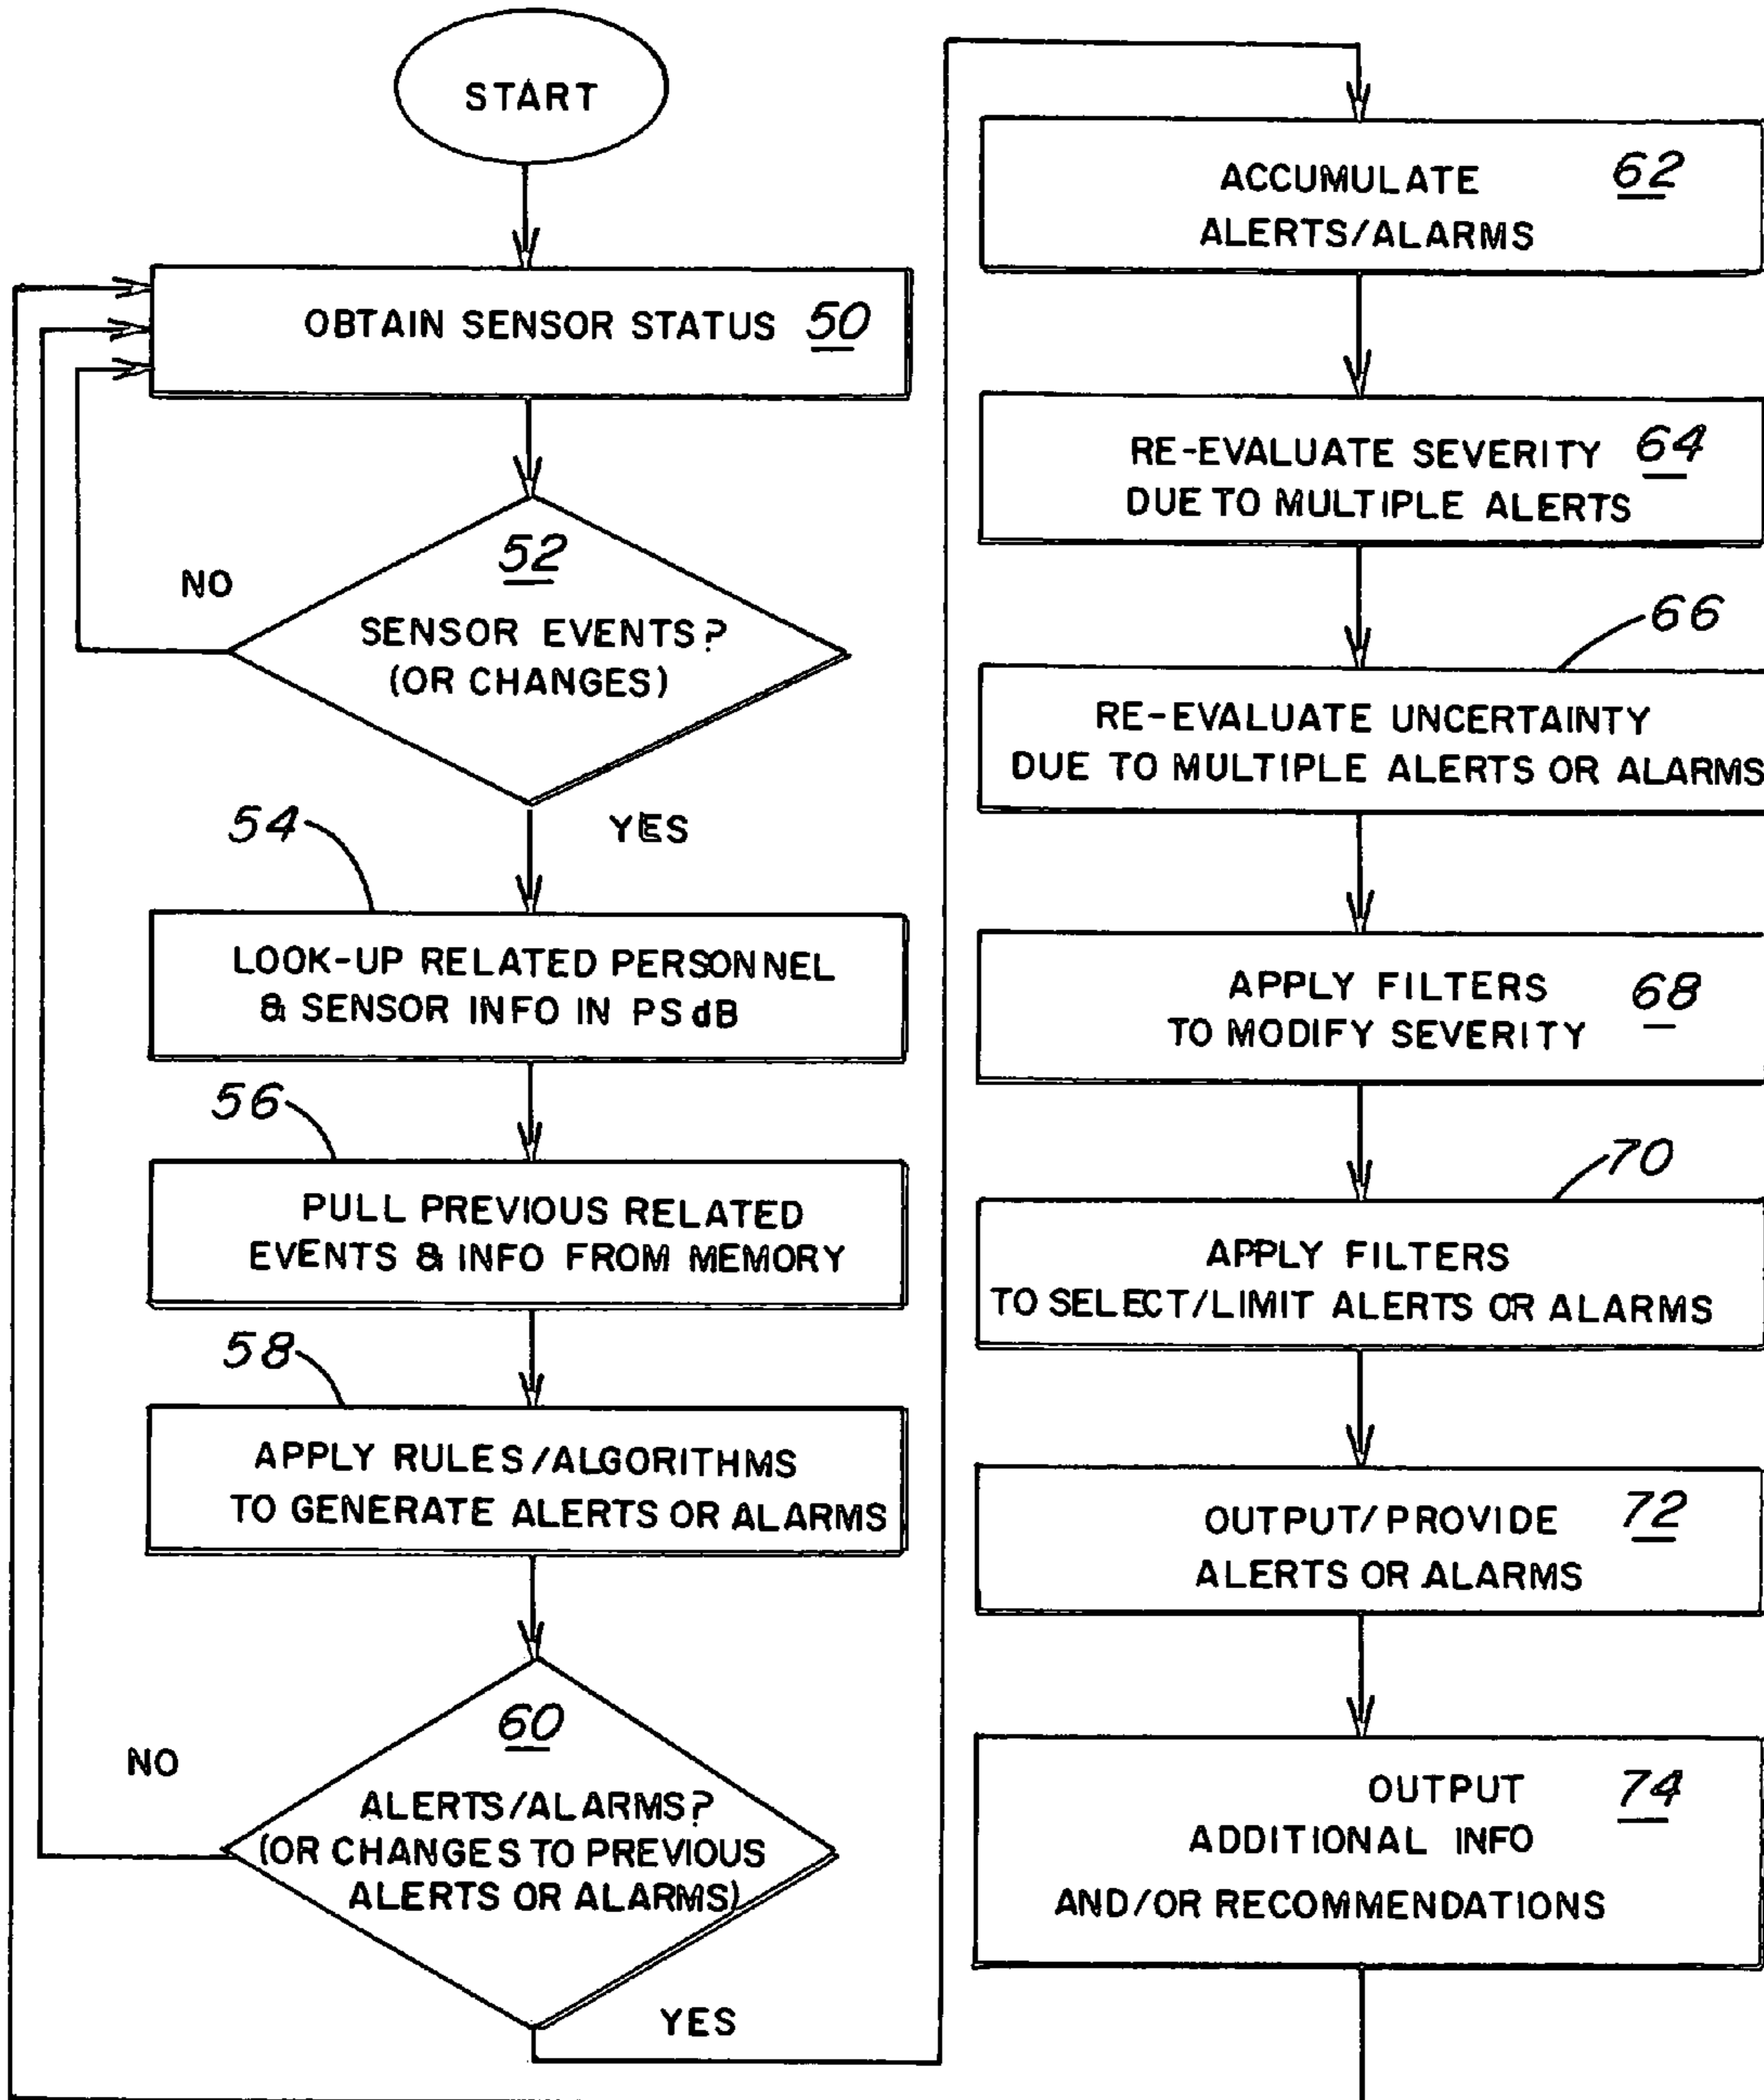 START
OBTAIN SENSOR STATUS 50
52
NO
SENSOR EVENTS?
(OR CHANGES)
YES
54
LOOK-UP RELATED PERSONNEL
& SENSOR INFO IN PSdB
56
PULL PREVIOUS RELATED
EVENTS & INFO FROM MEMORY
58
APPLY RULES/ALGORITHMS
TO GENERATE ALERTS OR ALARMS
60
NO
ALERTS/ALARMS?
(OR CHANGES TO PREVIOUS
ALERTS OR ALARMS)
YES
ACCUMULATE 62
ALERTS/ALARMS
RE-EVALUATE SEVERITY 64
DUE TO MULTIPLE ALERTS
66
RE-EVALUATE UNCERTAINTY
DUE TO MULTIPLE ALERTS OR ALARMS
APPLY FILTERS 68
TO MODIFY SEVERITY
70
APPLY FILTERS
TO SELECT/LIMIT ALERTS OR ALARMS
OUTPUT/PROVIDE 72
ALERTS OR ALARMS
OUTPUT 74
ADDITIONAL INFO
AND/OR RECOMMENDATIONS